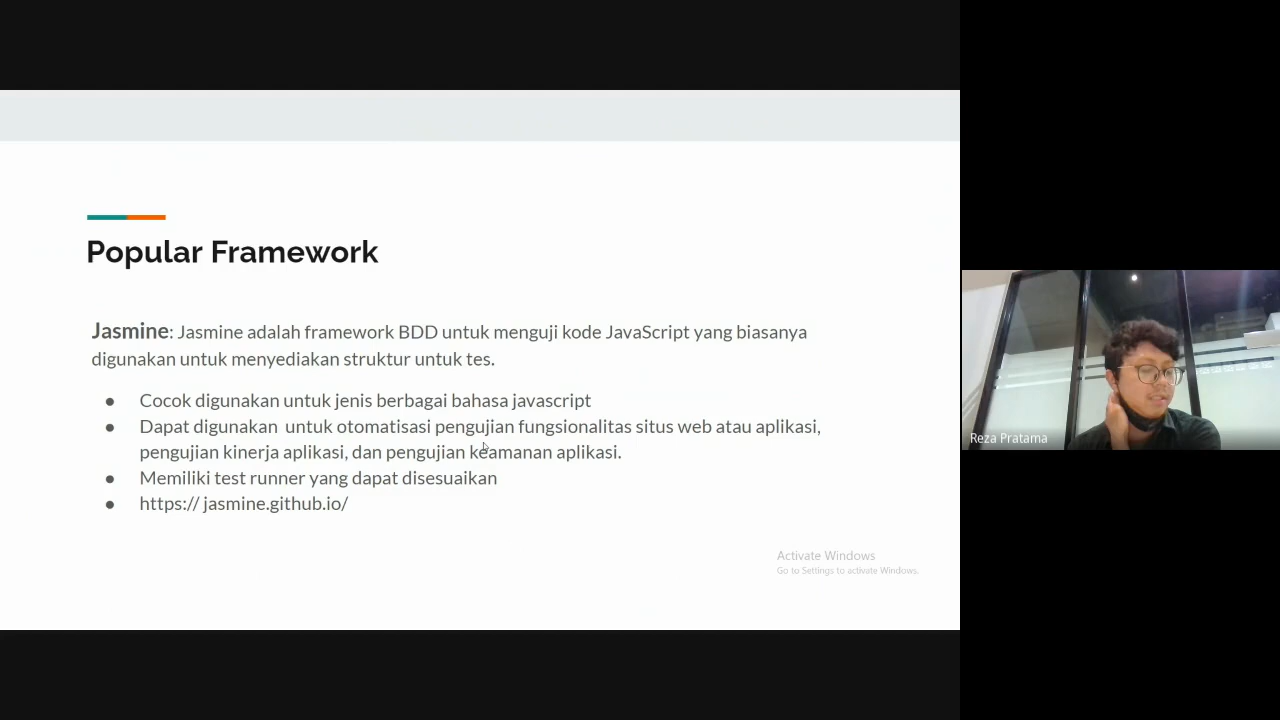 Popular Framework
Jasmine: Jasmine adalah framework BDD untuk menguji kode JavaScript yang biasanya
digunakan untuk menyediakan struktur untuk tes.
● Cocok digunakan untuk jenis berbagai bahasa javascript
● Dapat digunakan  untuk otomatisasi pengujian fungsionalitas situs web atau aplikasi,
pengujian kinerja aplikasi, dan pengujian keamanan aplikasi.
● Memiliki test runner yang dapat disesuaikan
● https:// jasmine.github.io/
Activate Windows
Go to Settings to activate Windows.
Reza Pratama